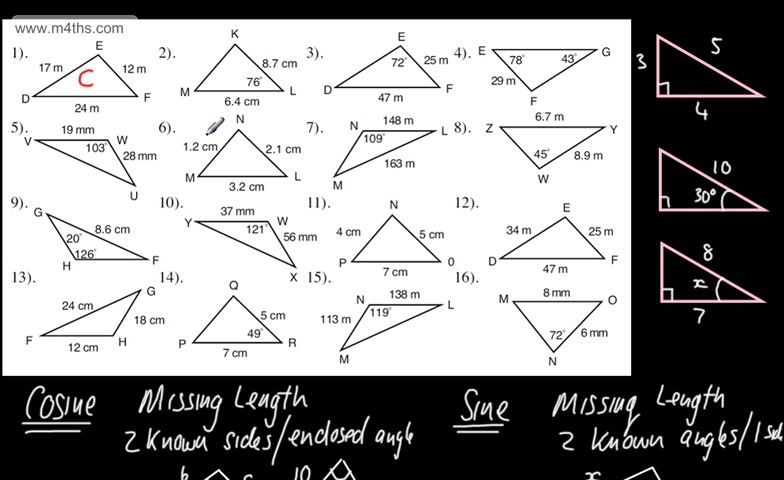 www.m4ths.com
1). E 17 m 12 m C D F 24 m
2). K 8.7 cm 76° M L 6.4 cm
3). E 72° 25 m D F 47 m
4). E G 78° 43° 29 m F
3 5 4
5). 19 mm V W 103° 28 mm U
6). N 1.2 cm 2.1 cm M L 3.2 cm
7). 148 m N L 109° 163 m M
8). 6.7 m Z Y 45° 8.9 m W
10 30°
9). G 8.6 cm 20° 126° H F
10). 37 mm Y W 121° 56 mm X
11). N 4 cm 5 cm P O 7 cm
12). E 34 m 25 m D F 47 m
8 x 7
13). G 24 cm 18 cm F H 12 cm
14). Q 5 cm 49° P R 7 cm
15). 138 m N L 119° 113 m M
16). 8 mm M O 72° 6 mm N
Cosine Missing Length
2 Known sides/enclosed angle
Sine Missing Length
2 known angles/1 sid
10
x